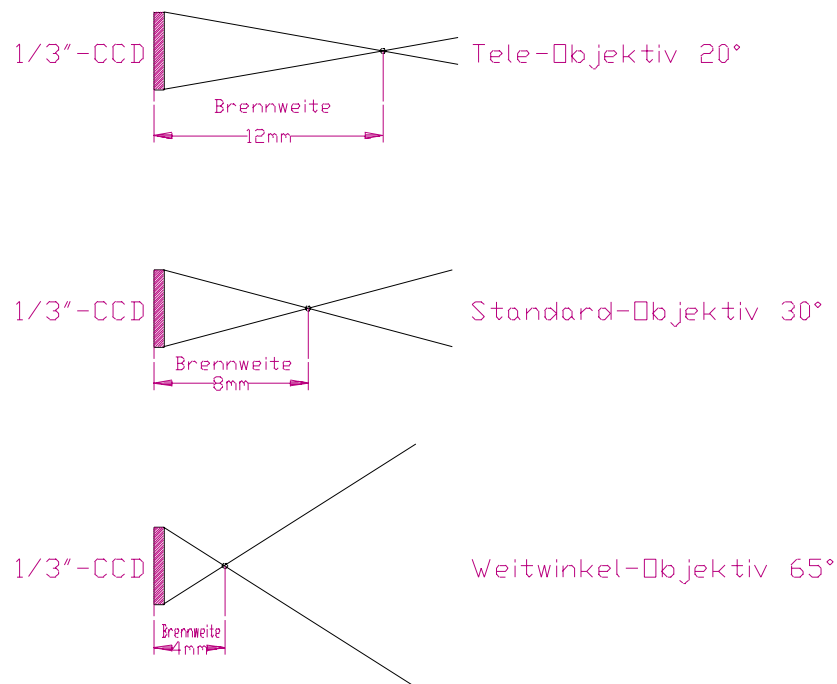 1/3"-CCD
Tele-Objektiv 20°
Brennweite
12mm
1/3"-CCD
Standard-Objektiv 30°
Brennweite
8mm
1/3"-CCD
Weitwinkel-Objektiv 65°
Brennweite
4mm